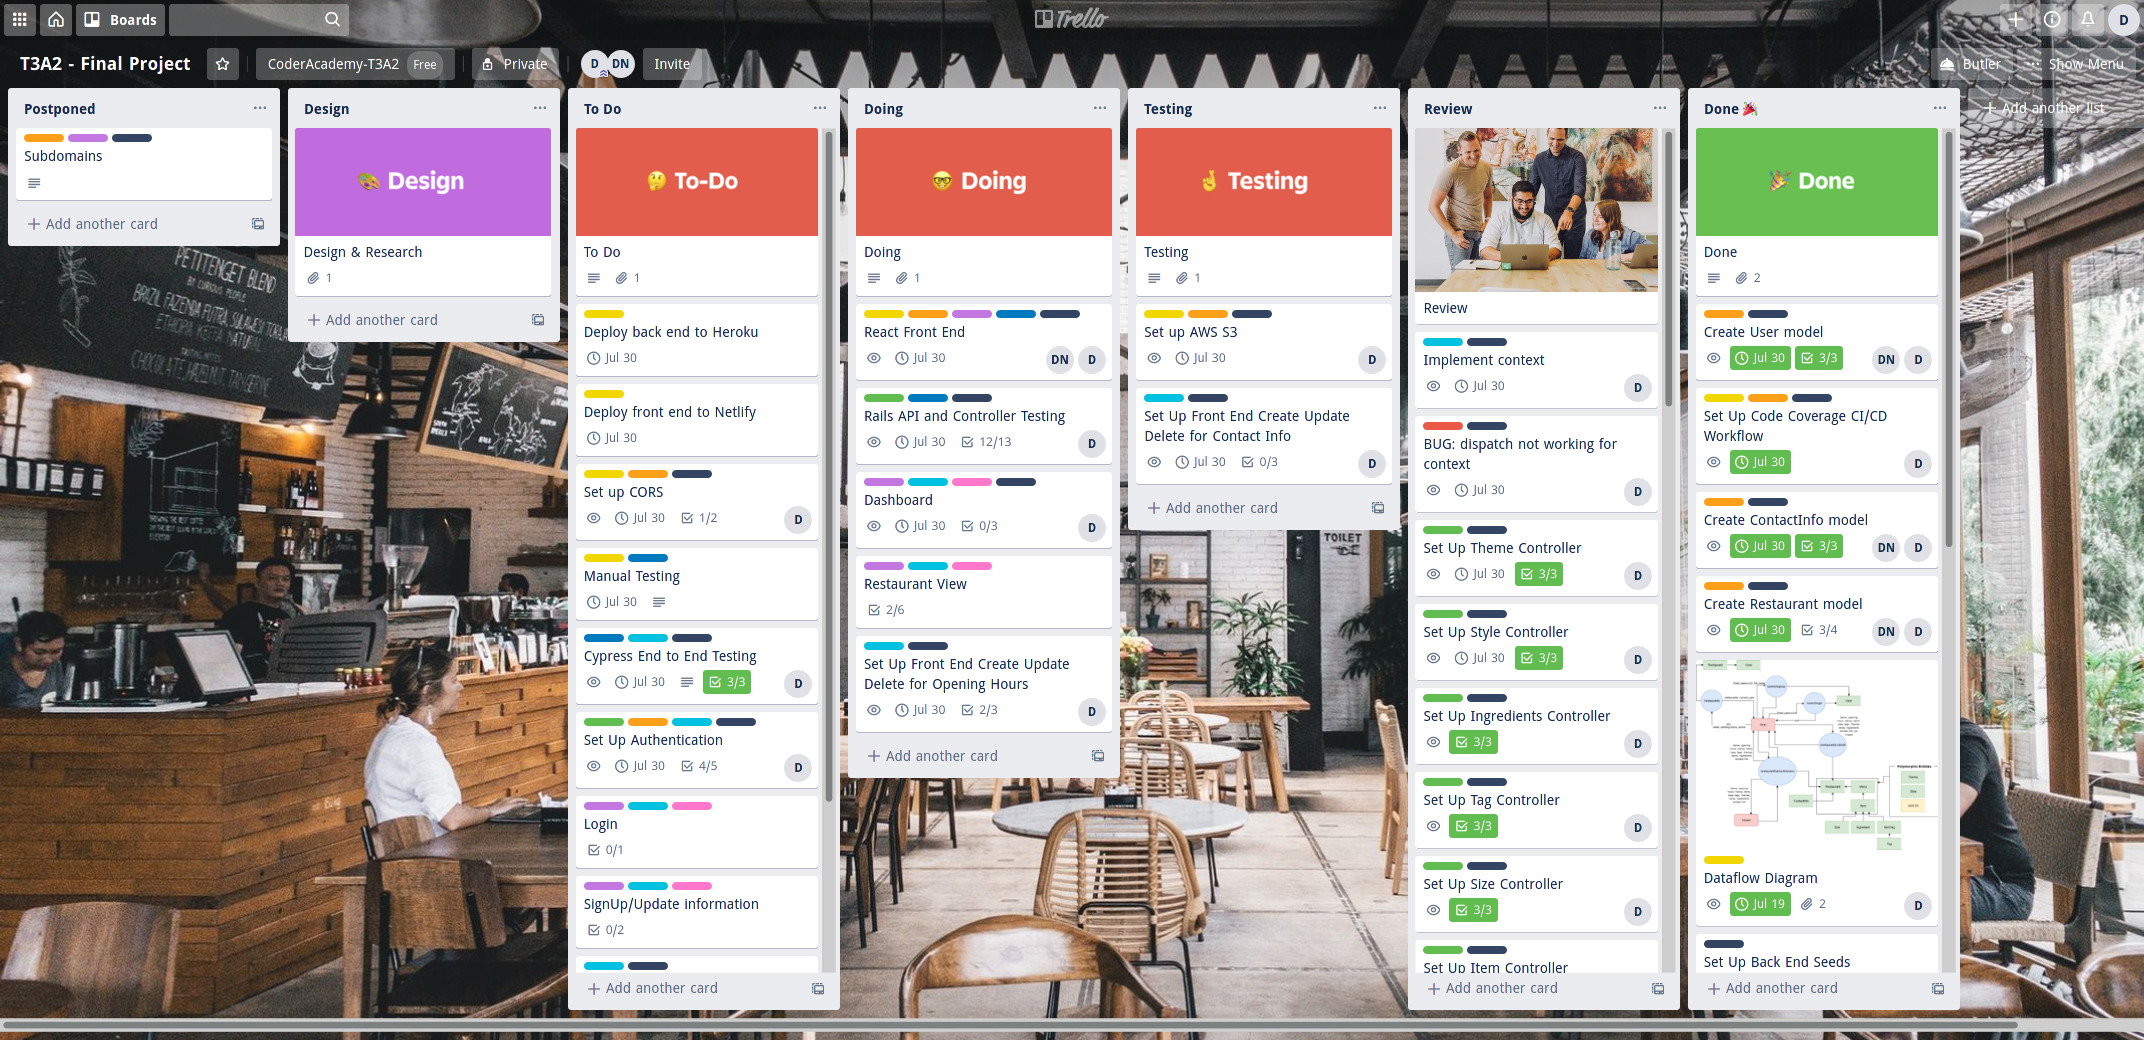 Boards
Trello
D
T3A2 - Final Project
CoderAcademy-T3A2 Free
Private
D DN
Invite
Butler
Show Menu
Postponed
Subdomains
Add another card
Design
Design
Design & Research
1
Add another card
To Do
To-Do
To Do
1
Deploy back end to Heroku
Jul 30
Deploy front end to Netlify
Jul 30
Set up CORS
Jul 30 1/2
D
Manual Testing
Jul 30
Cypress End to End Testing
Jul 30 3/3
D
Set Up Authentication
Jul 30 4/5
D
Login
0/1
SignUp/Update information
0/2
Add another card
Doing
Doing
Doing
1
React Front End
Jul 30
DN D
Rails API and Controller Testing
Jul 30 12/13
D
Dashboard
Jul 30 0/3
D
Restaurant View
2/6
Set Up Front End Create Update
Delete for Opening Hours
Jul 30 2/3
D
Add another card
Testing
Testing
Testing
1
Set up AWS S3
Jul 30
D
Set Up Front End Create Update
Delete for Contact Info
Jul 30 0/3
D
Add another card
Review
Review
Implement context
Jul 30
D
BUG: dispatch not working for
context
Jul 30
D
Set Up Theme Controller
Jul 30 3/3
D
Set Up Style Controller
Jul 30 3/3
D
Set Up Ingredients Controller
3/3
D
Set Up Tag Controller
3/3
D
Set Up Size Controller
3/3
D
Set Up Item Controller
Add another card
Done
Done
Done
2
Create User model
Jul 30 3/3
DN D
Set Up Code Coverage CI/CD
Workflow
Jul 30
D
Create ContactInfo model
Jul 30 3/3
DN D
Create Restaurant model
Jul 30 3/4
DN D
Dataflow Diagram
Jul 19 2
D
Set Up Back End Seeds
Add another card
Add another list
PETITENGET BLEND
BY CURIOUS PEOPLE
TOILET